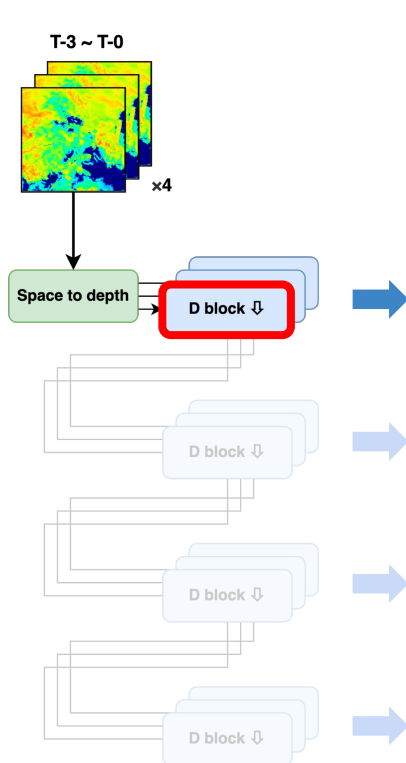 T-3 ~ T-0
×4
Space to depth
D block ⇩
D block ⇩
D block ⇩
D block ⇩